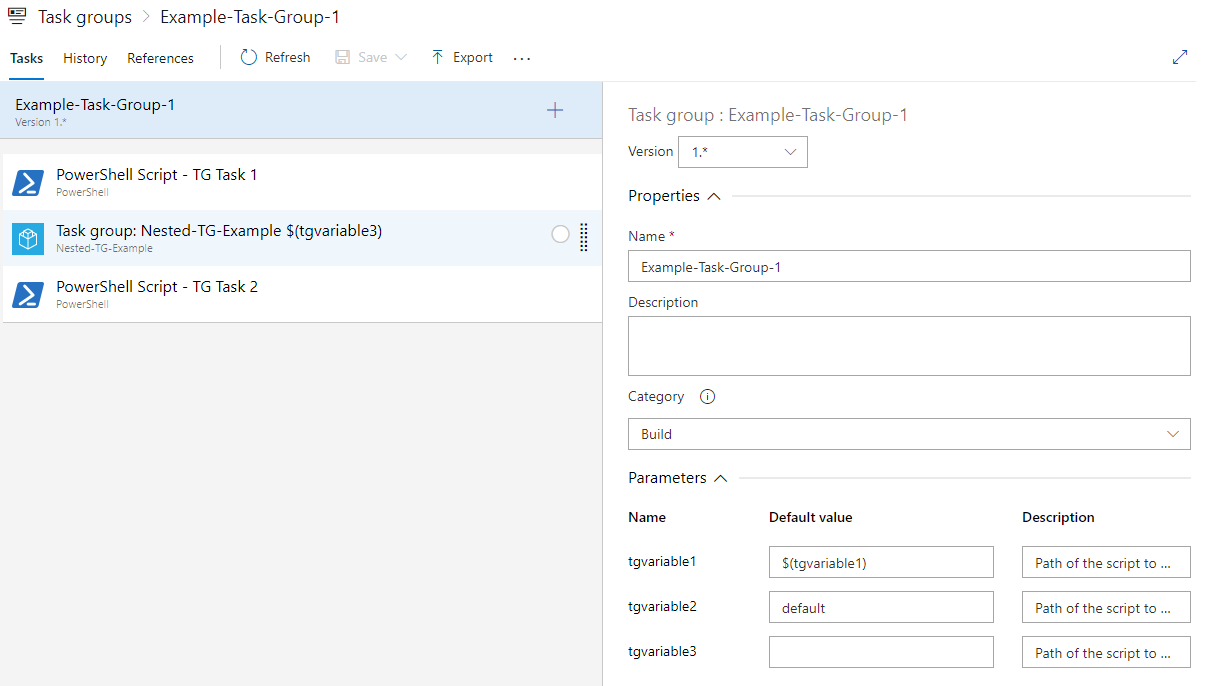 Task groups > Example-Task-Group-1
Tasks History References Refresh Save Export ...
Example-Task-Group-1
Version 1.*
PowerShell Script - TG Task 1
PowerShell
Task group: Nested-TG-Example $(tgvariable3)
Nested-TG-Example
PowerShell Script - TG Task 2
PowerShell
Task group : Example-Task-Group-1
Version 1.*
Properties
Name *
Example-Task-Group-1
Description
Category
Build
Parameters
Name Default value Description
tgvariable1 $(tgvariable1) Path of the script to ...
tgvariable2 default Path of the script to ...
tgvariable3 Path of the script to ...